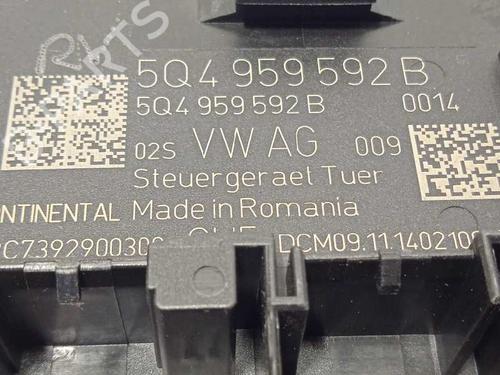 5Q4 959 592 B
5Q4 959 592 B 0014
02S VW AG 009
Steuergeraet Tuer
NTINENTAL Made in Romania
C7392900300 DCM09.11.1402100